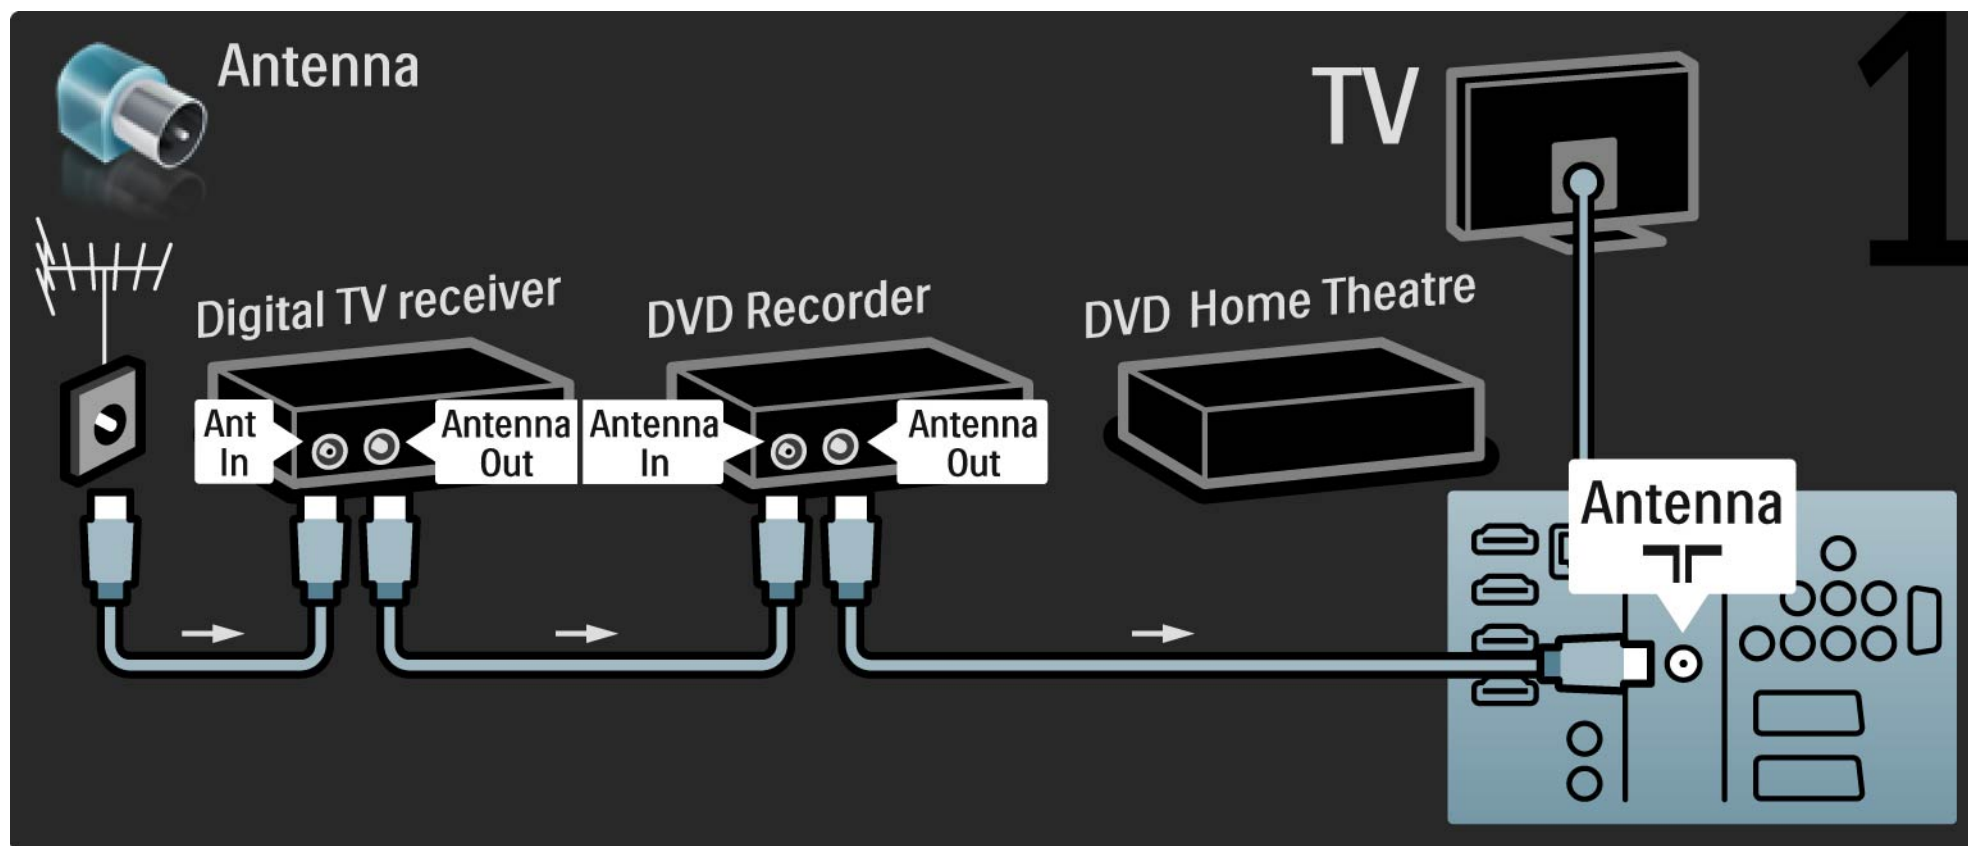 Antenna
TV
1
Digital TV receiver
DVD Recorder
DVD Home Theatre
Ant
In
Antenna
Out
Antenna
In
Antenna
Out
Antenna